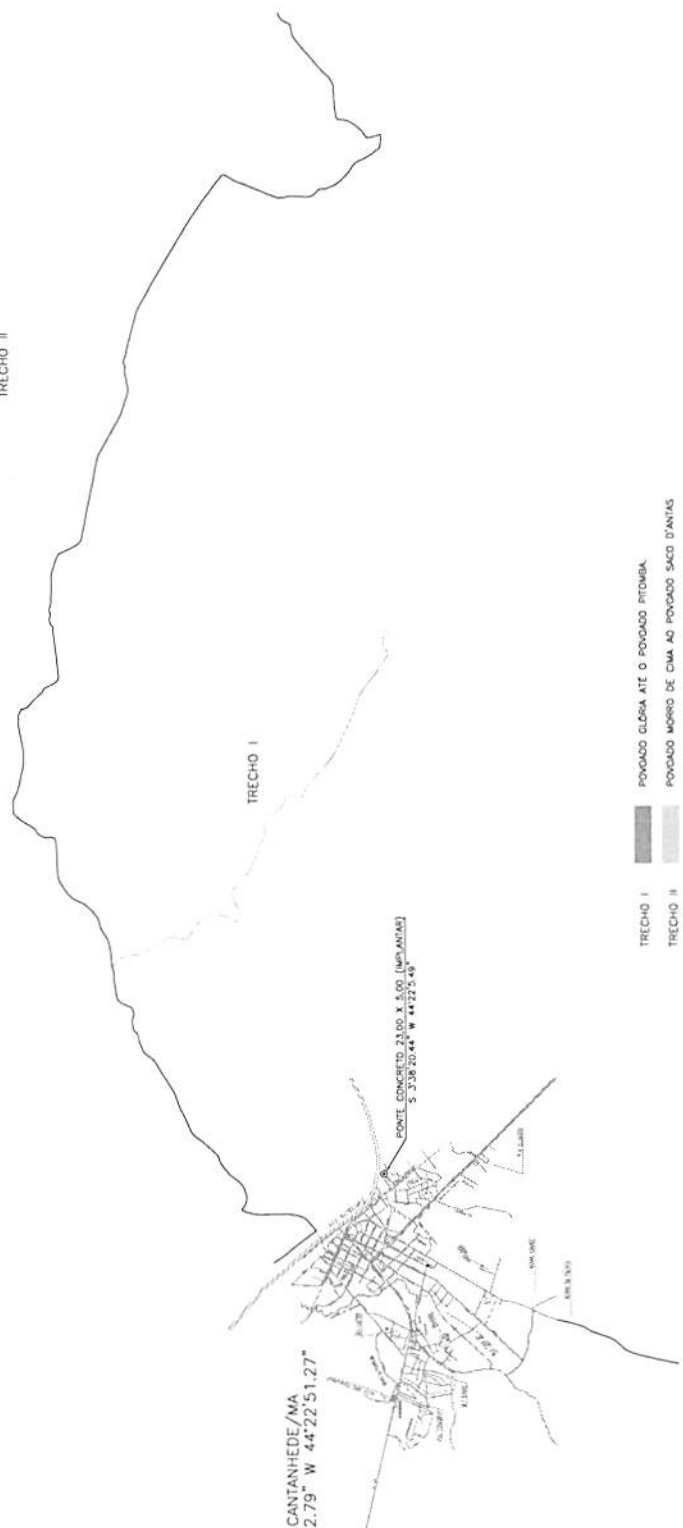 TRECHO II
TRECHO I
PONTE CONCRETO 23,00 X 5,00 (IMPLANTAR)
S 3°38'20.44" W 44°22'5.49"
CANTANHEDE/MA
2.79" W 44°22'51.27"
TRECHO I POVOADO GLÓRIA ATÉ O POVOADO PITOMBA.
TRECHO II POVOADO MORRO DE CIMA AO POVOADO SACO D'ANTAS